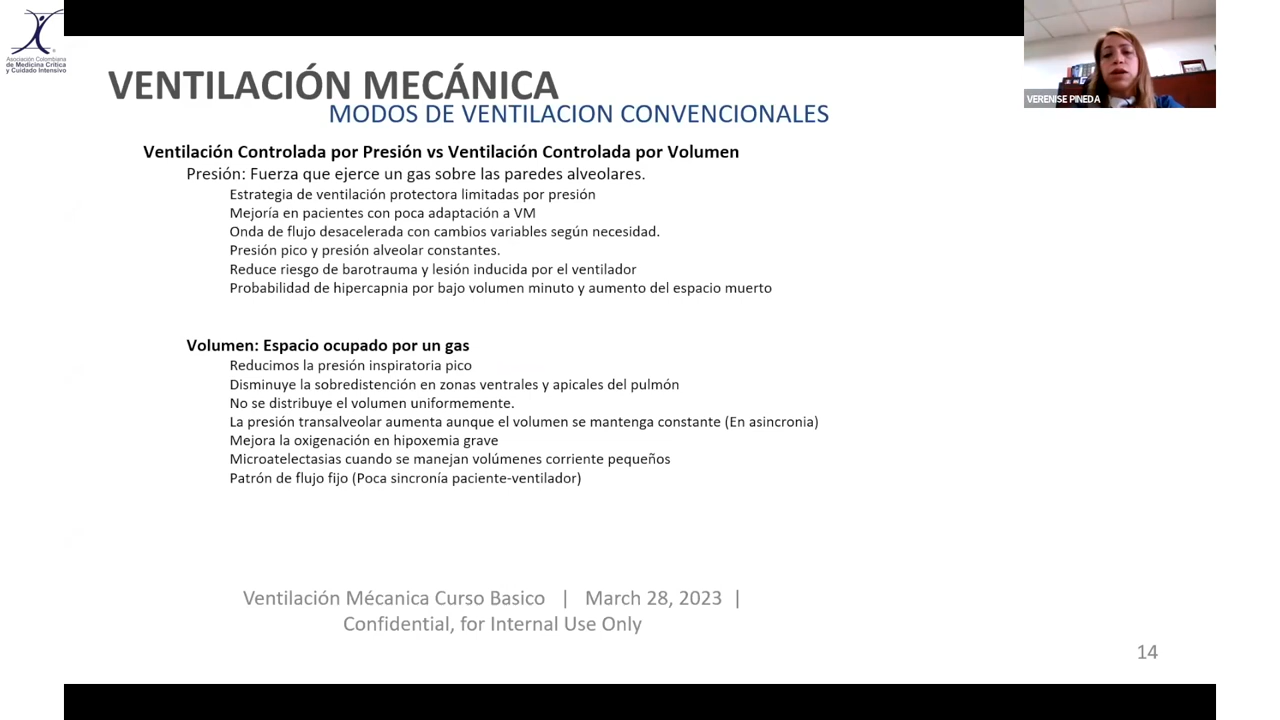 Asociación Colombiana
de Medicina Crítica
y Cuidado Intensivo
VENTILACIÓN MECÁNICA
MODOS DE VENTILACION CONVENCIONALES
VERENISE PINEDA
Ventilación Controlada por Presión vs Ventilación Controlada por Volumen
Presión: Fuerza que ejerce un gas sobre las paredes alveolares.
Estrategia de ventilación protectora limitadas por presión
Mejoría en pacientes con poca adaptación a VM
Onda de flujo desacelerada con cambios variables según necesidad.
Presión pico y presión alveolar constantes.
Reduce riesgo de barotrauma y lesión inducida por el ventilador
Probabilidad de hipercapnia por bajo volumen minuto y aumento del espacio muerto
Volumen: Espacio ocupado por un gas
Reducimos la presión inspiratoria pico
Disminuye la sobredistención en zonas ventrales y apicales del pulmón
No se distribuye el volumen uniformemente.
La presión transalveolar aumenta aunque el volumen se mantenga constante (En asincronia)
Mejora la oxigenación en hipoxemia grave
Microatelectasias cuando se manejan volúmenes corriente pequeños
Patrón de flujo fijo (Poca sincronía paciente-ventilador)
Ventilación Mécanica Curso Basico | March 28, 2023 |
Confidential, for Internal Use Only
14